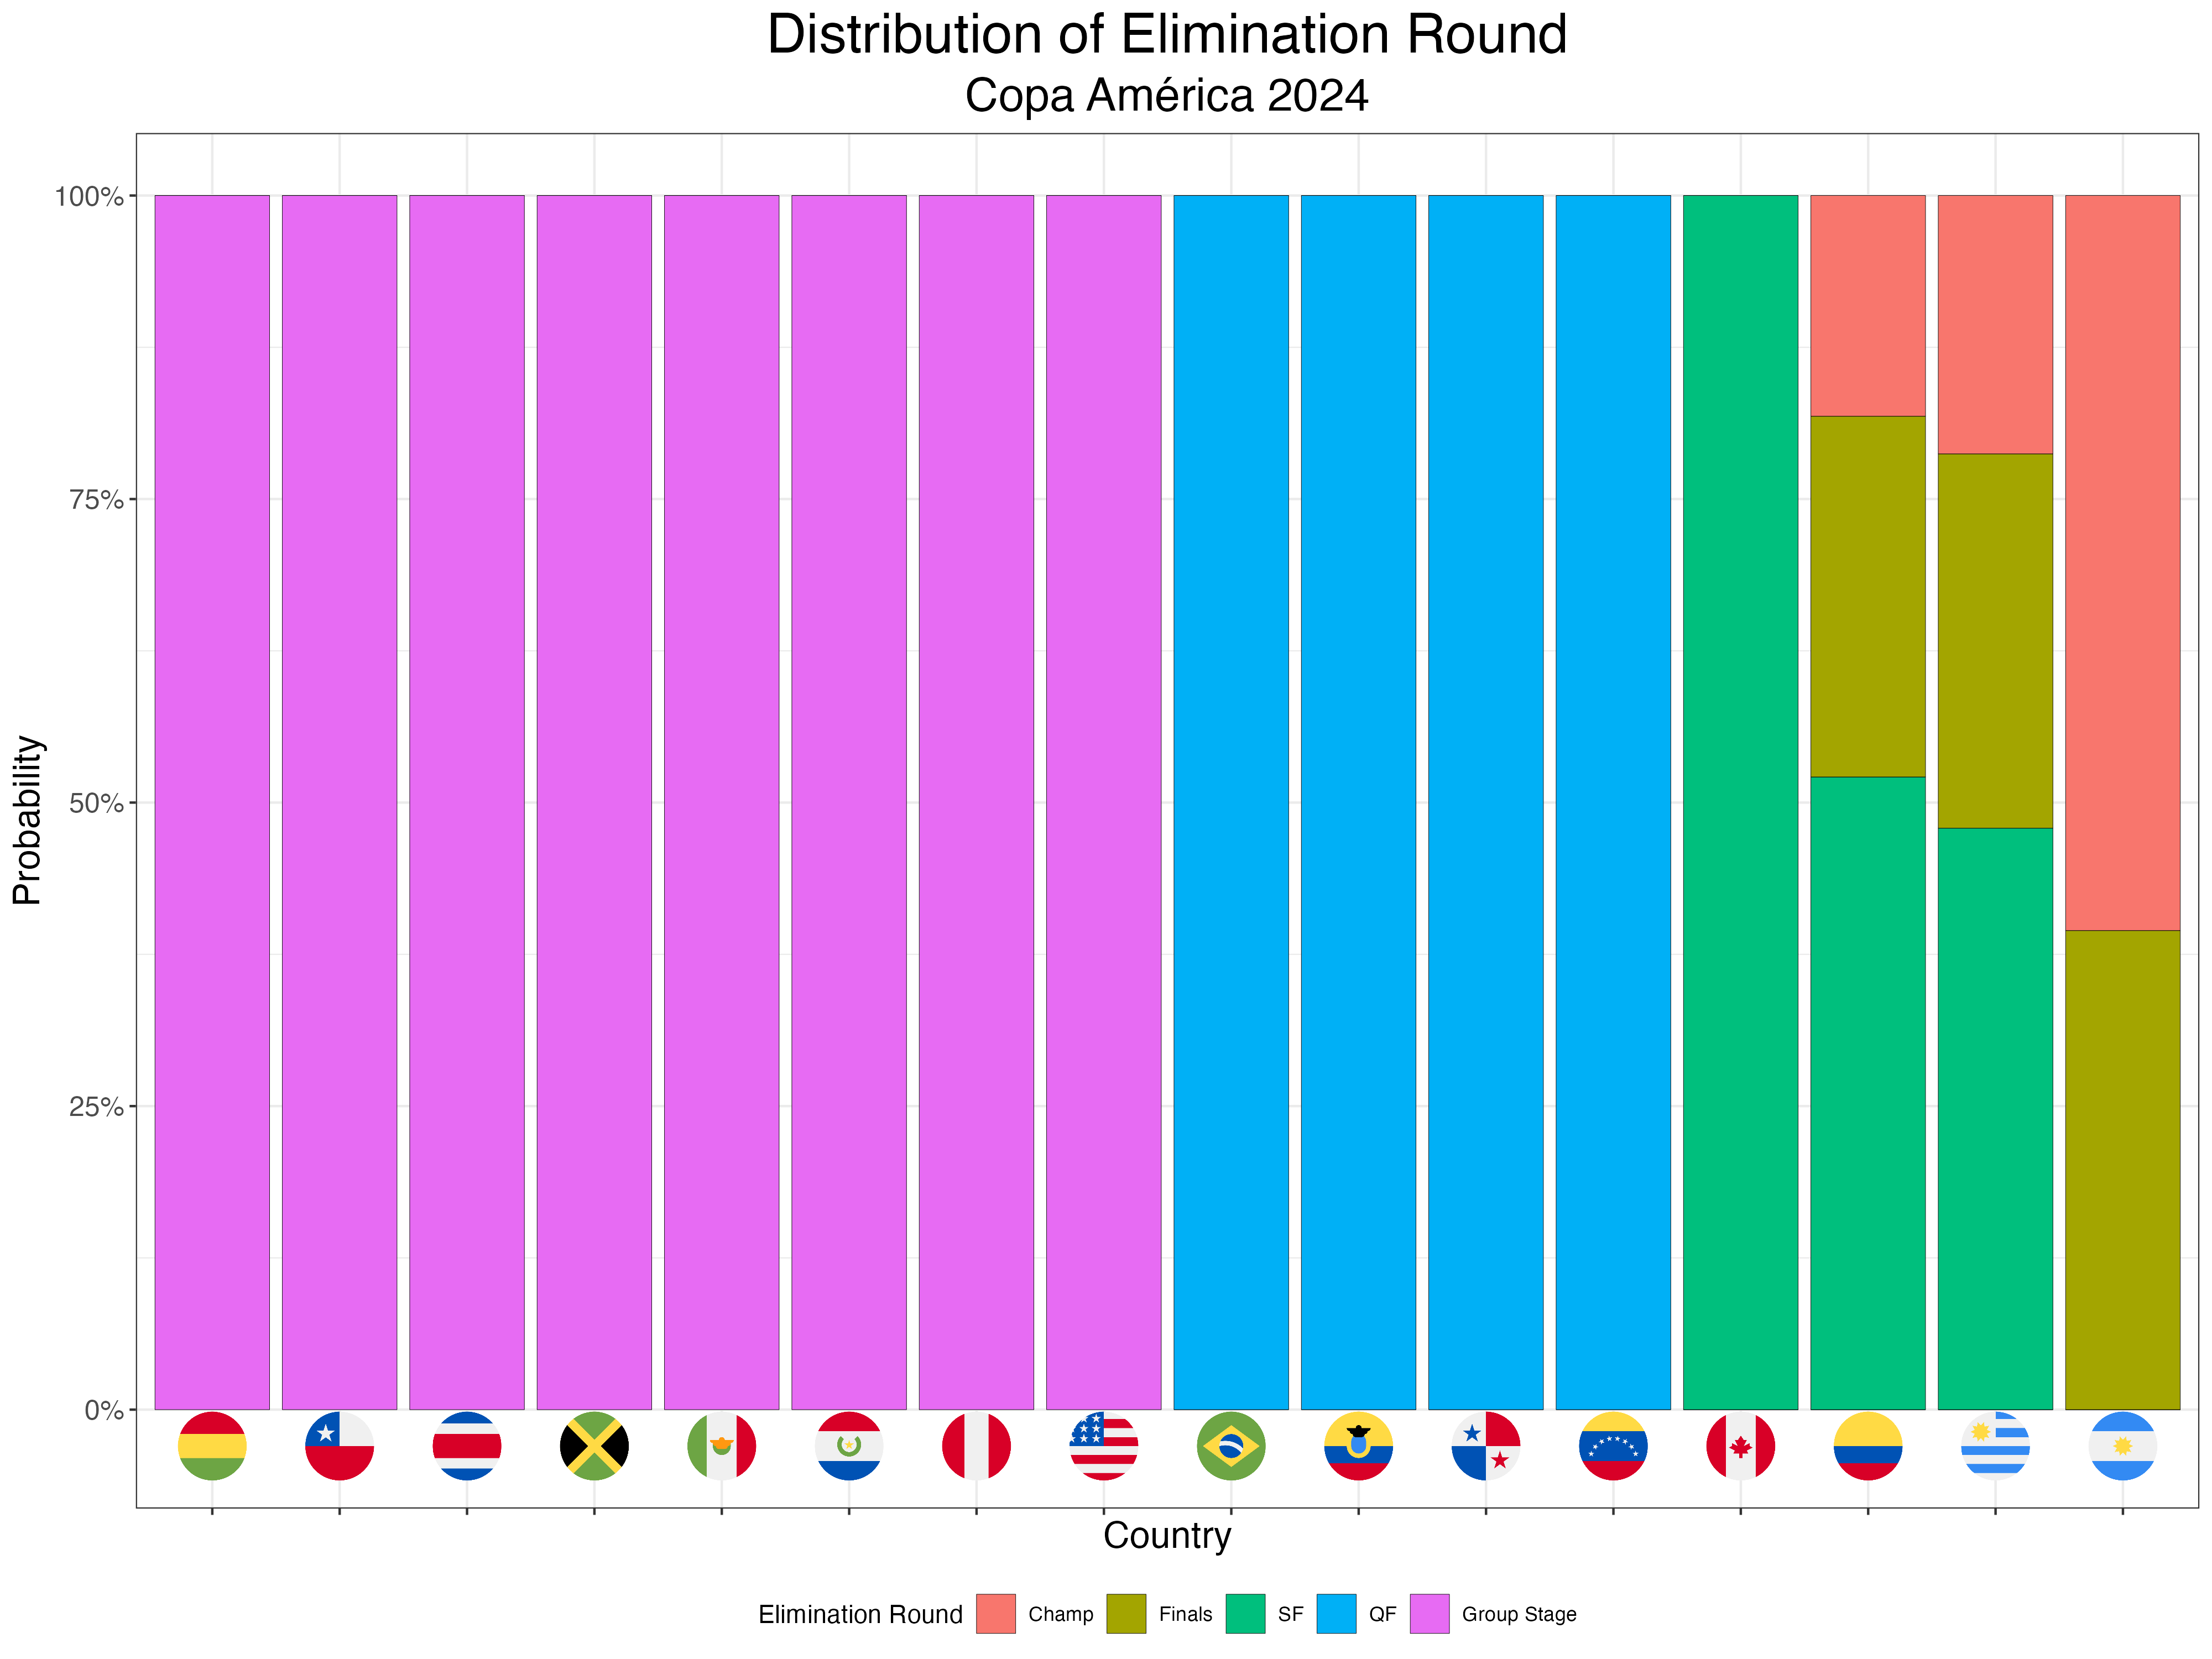 Distribution of Elimination Round
Copa América 2024
Probability
100%
75%
50%
25%
0%
Country
Elimination Round Champ Finals SF QF Group Stage